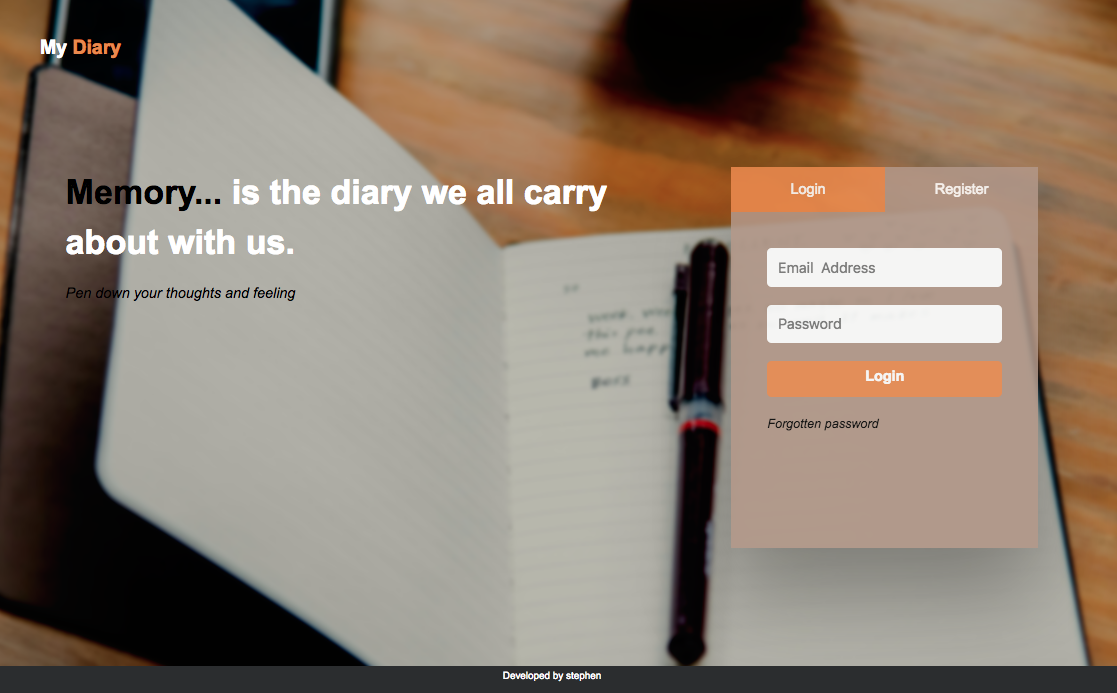 My Diary
Memory... is the diary we all carry
about with us.
Pen down your thoughts and feeling
Login Register
Email  Address
Password
Login
Forgotten password
Developed by stephen